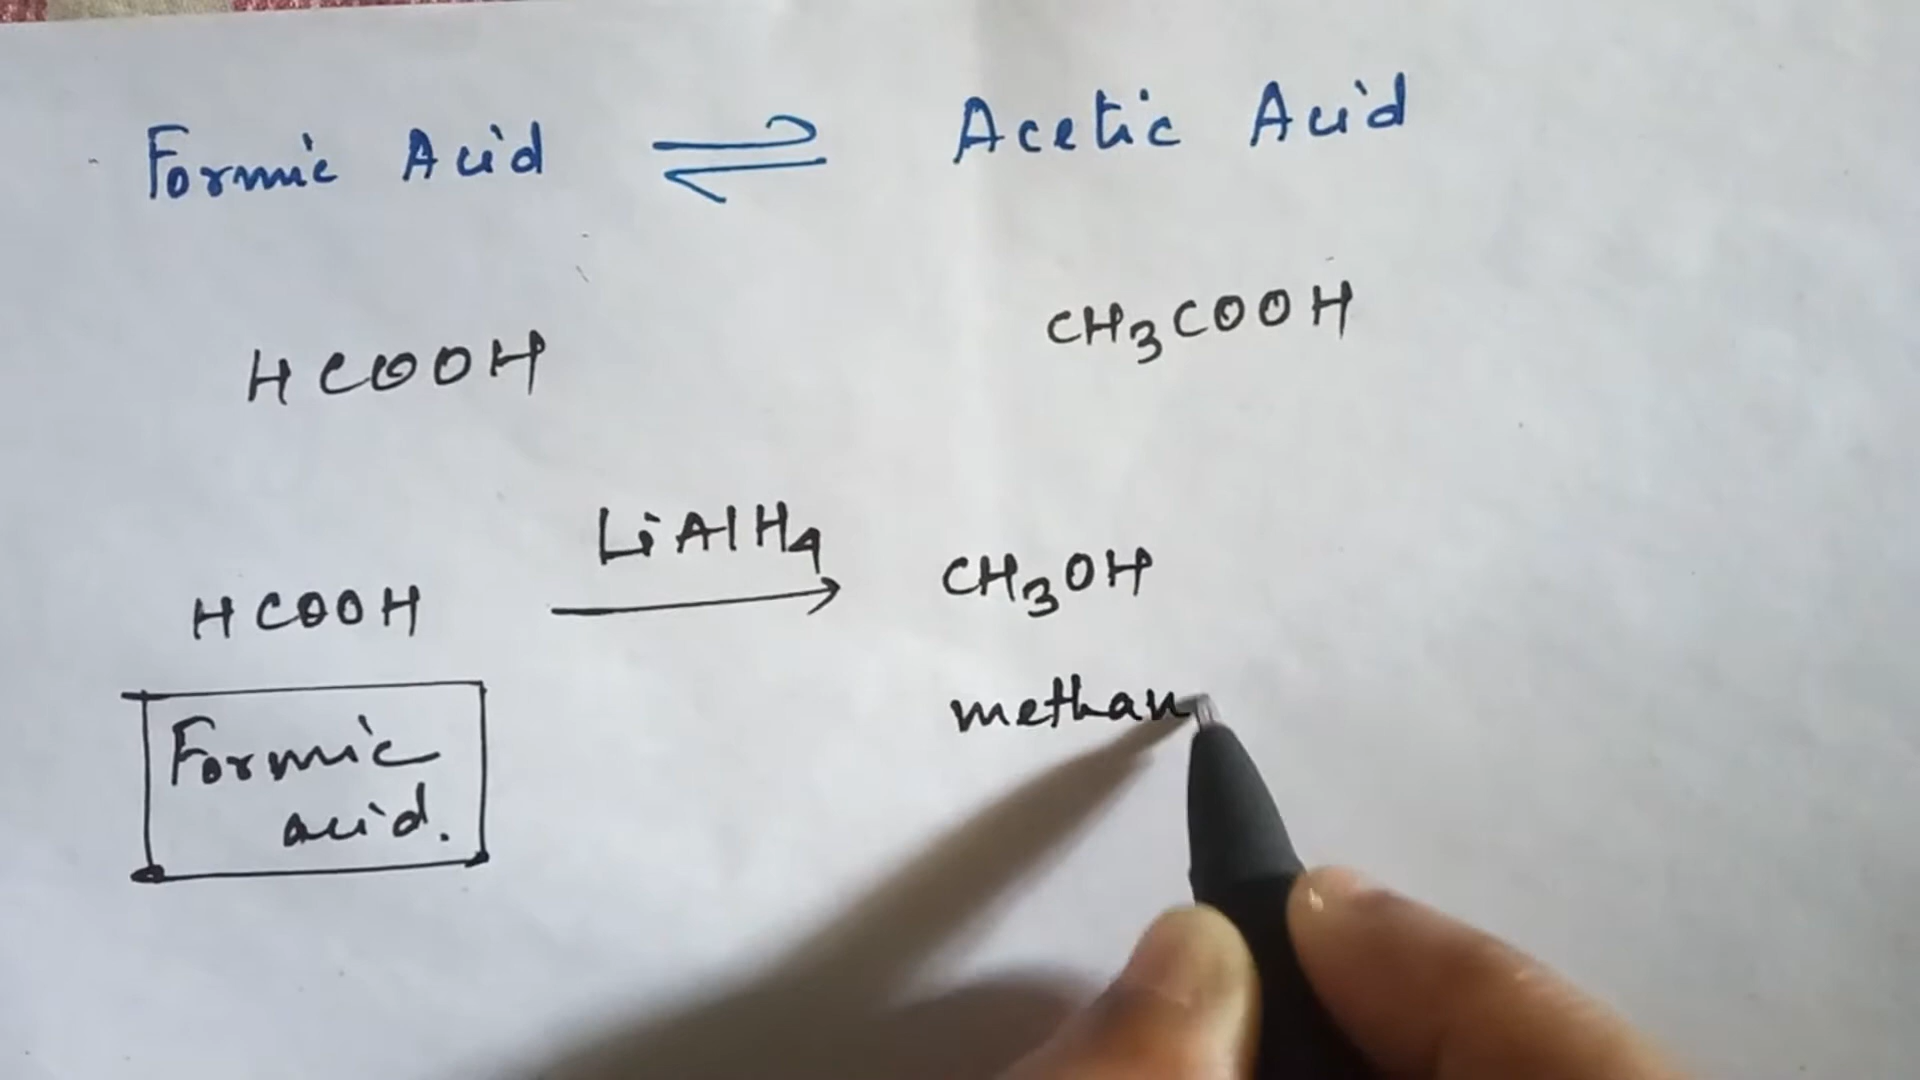 Formic Acid ⇌ Acetic Acid
HCOOH CH3COOH
LiAlH4
HCOOH → CH3OH
methan
Formic
acid.